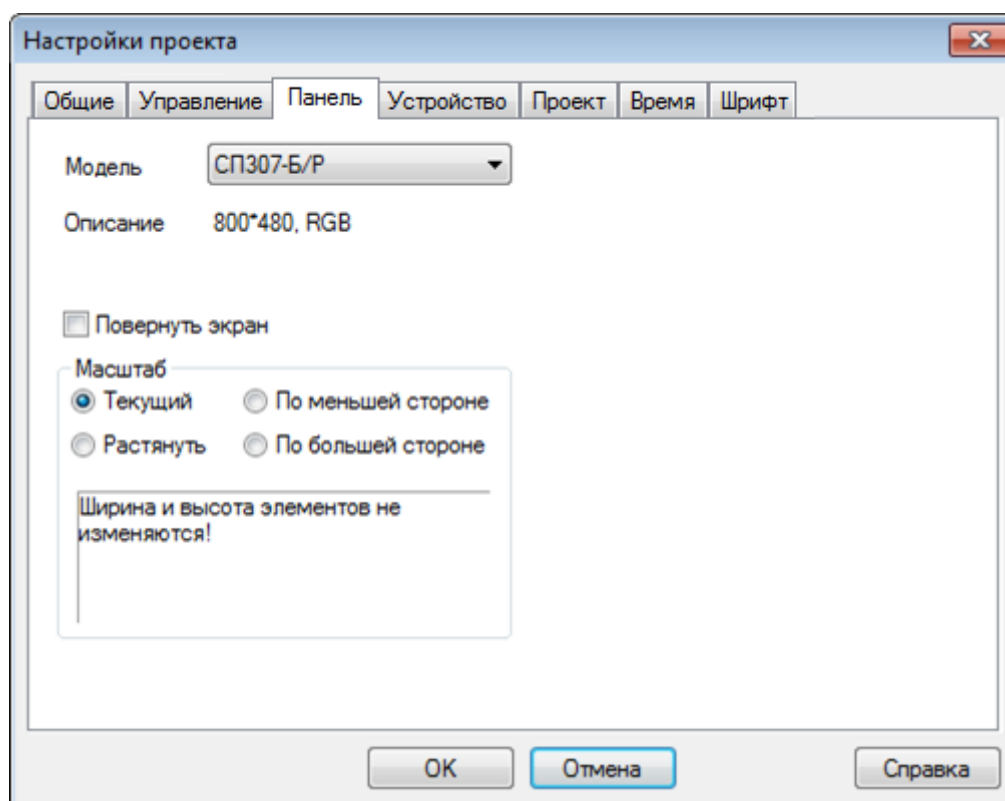 Настройки проекта
Общие Управление Панель Устройство Проект Время Шрифт
Модель СП307-Б/Р
Описание 800*480, RGB
Повернуть экран
Масштаб
Текущий По меньшей стороне
Растянуть По большей стороне
Ширина и высота элементов не
изменяются!
OK Отмена Справка